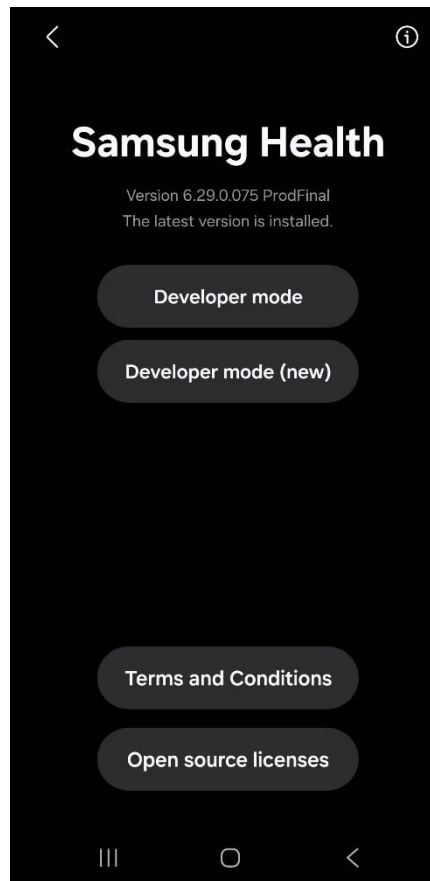 Samsung Health
Version 6.29.0.075 ProdFinal
The latest version is installed.
Developer mode
Developer mode (new)
Terms and Conditions
Open source licenses